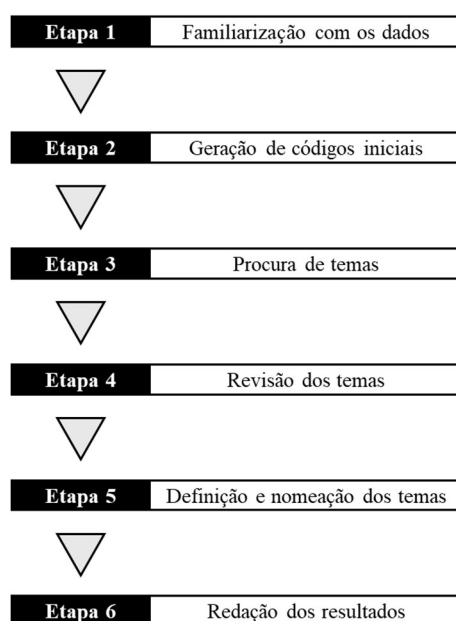 Etapa 1 Familiarização com os dados
Etapa 2 Geração de códigos iniciais
Etapa 3 Procura de temas
Etapa 4 Revisão dos temas
Etapa 5 Definição e nomeação dos temas
Etapa 6 Redação dos resultados